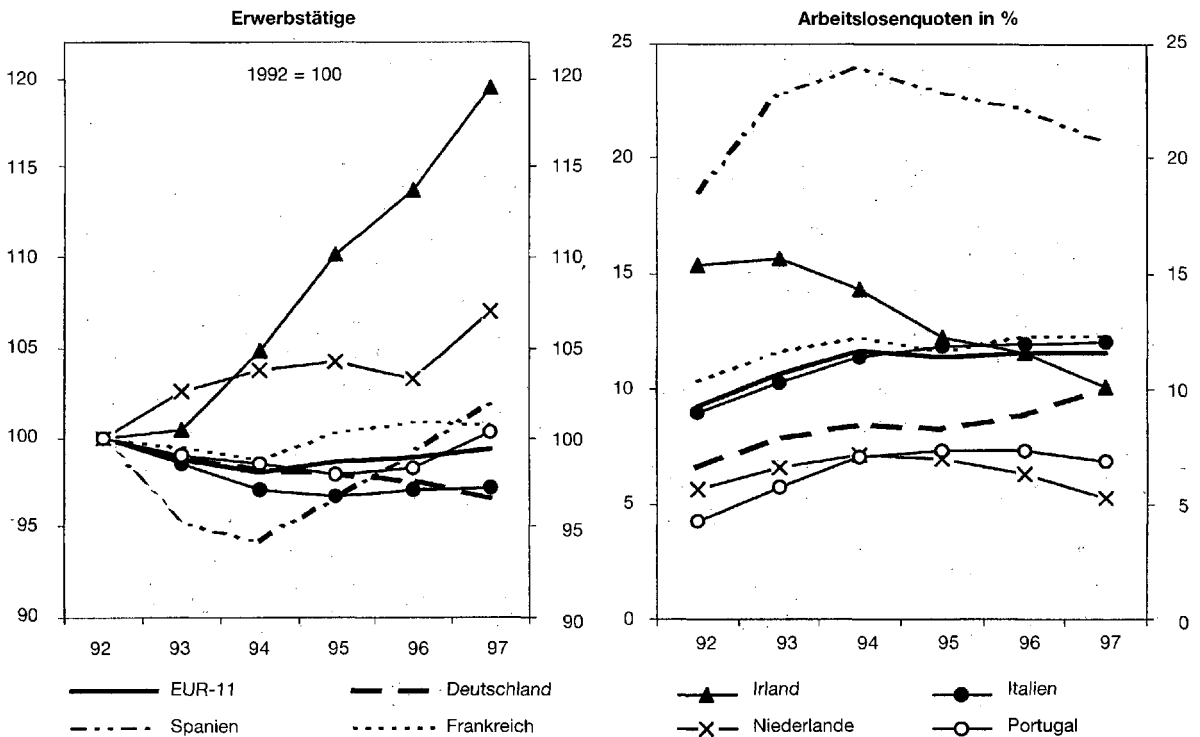 Erwerbstätige
1992 = 100
120
115
110
105
100
95
90
120
115
110
105
100
95
90
92 93 94 95 96 97
Arbeitslosenquoten in %
25
20
15
10
5
0
25
20
15
10
5
0
92 93 94 95 96 97
EUR-11
Deutschland
Spanien
Frankreich
Irland
Italien
Niederlande
Portugal